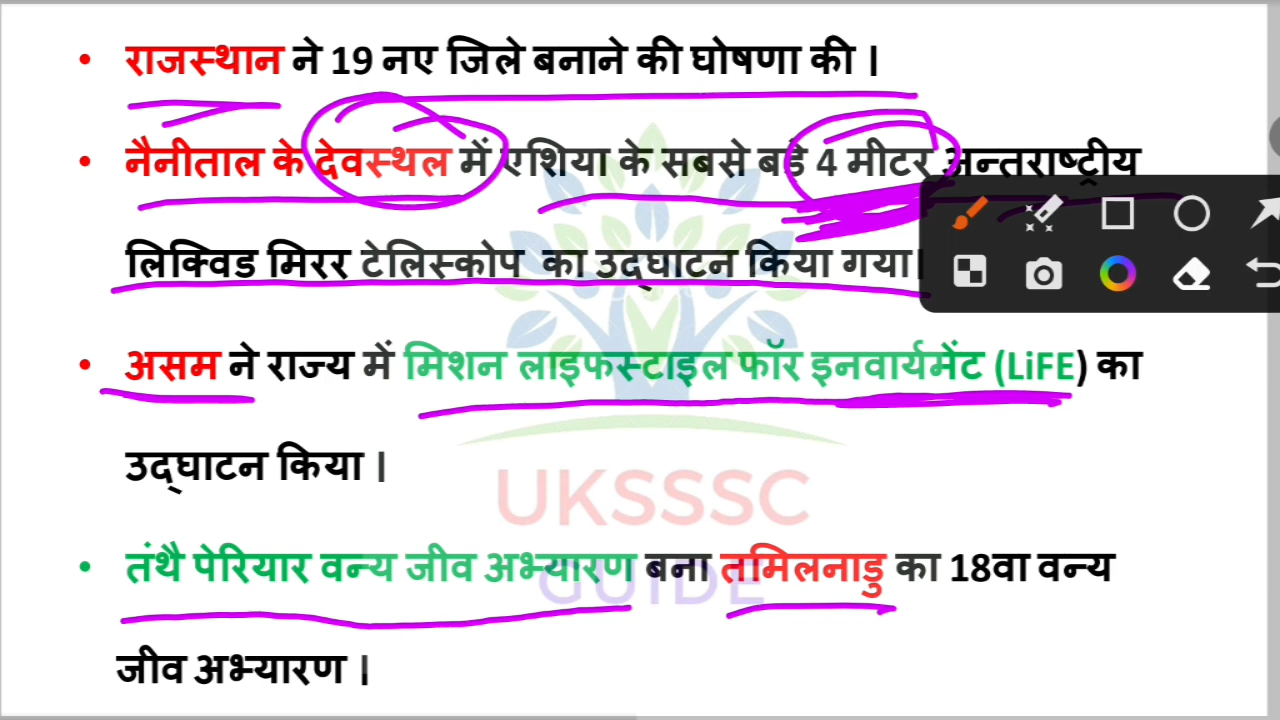 • राजस्थान ने 19 नए जिले बनाने की घोषणा की ।
• नैनीताल के देवस्थल में एशिया के सबसे बडे 4 मीटर अन्तराष्ट्रीय
लिक्विड मिरर टेलिस्कोप का उद्घाटन किया गया।
• असम ने राज्य में मिशन लाइफस्टाइल फॉर इनवार्यमेंट (LiFE) का
उद्घाटन किया ।
UKSSSC
• तंथै पेरियार वन्य जीव अभ्यारण बना तमिलनाडु का 18वा वन्य
GUIDE
जीव अभ्यारण ।